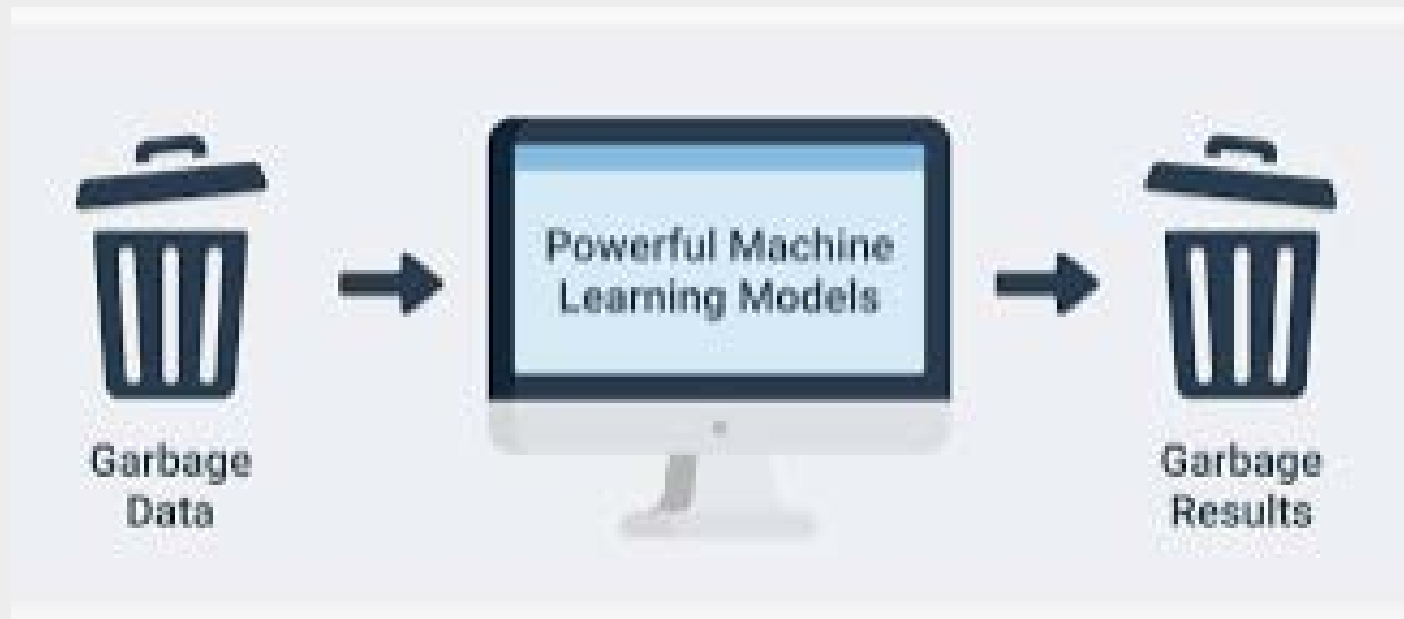 Garbage
Data
Powerful Machine
Learning Models
Garbage
Results